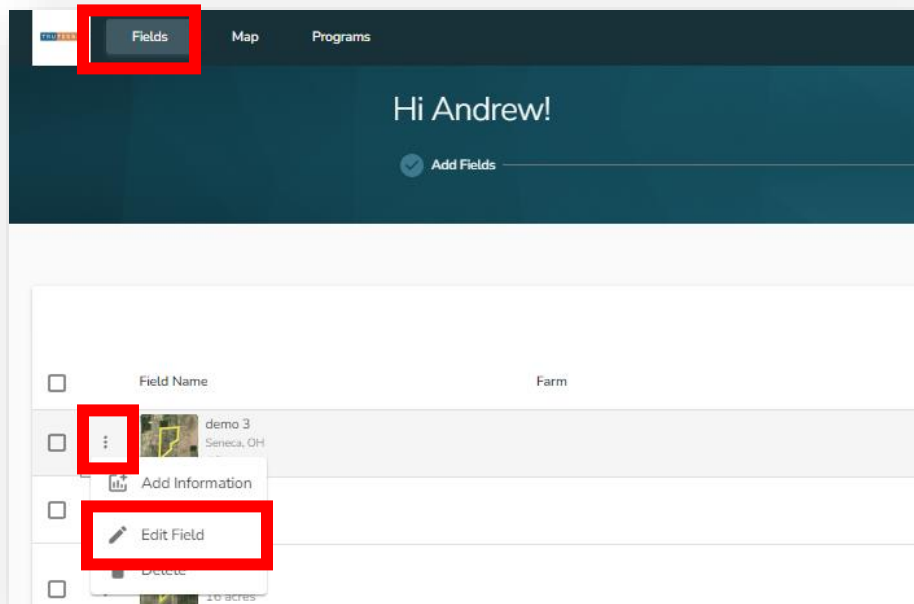 Fields Map Programs
Hi Andrew!
Add Fields
Field Name Farm
demo 3
Seneca, OH
Add Information
Edit Field
Delete
16 acres